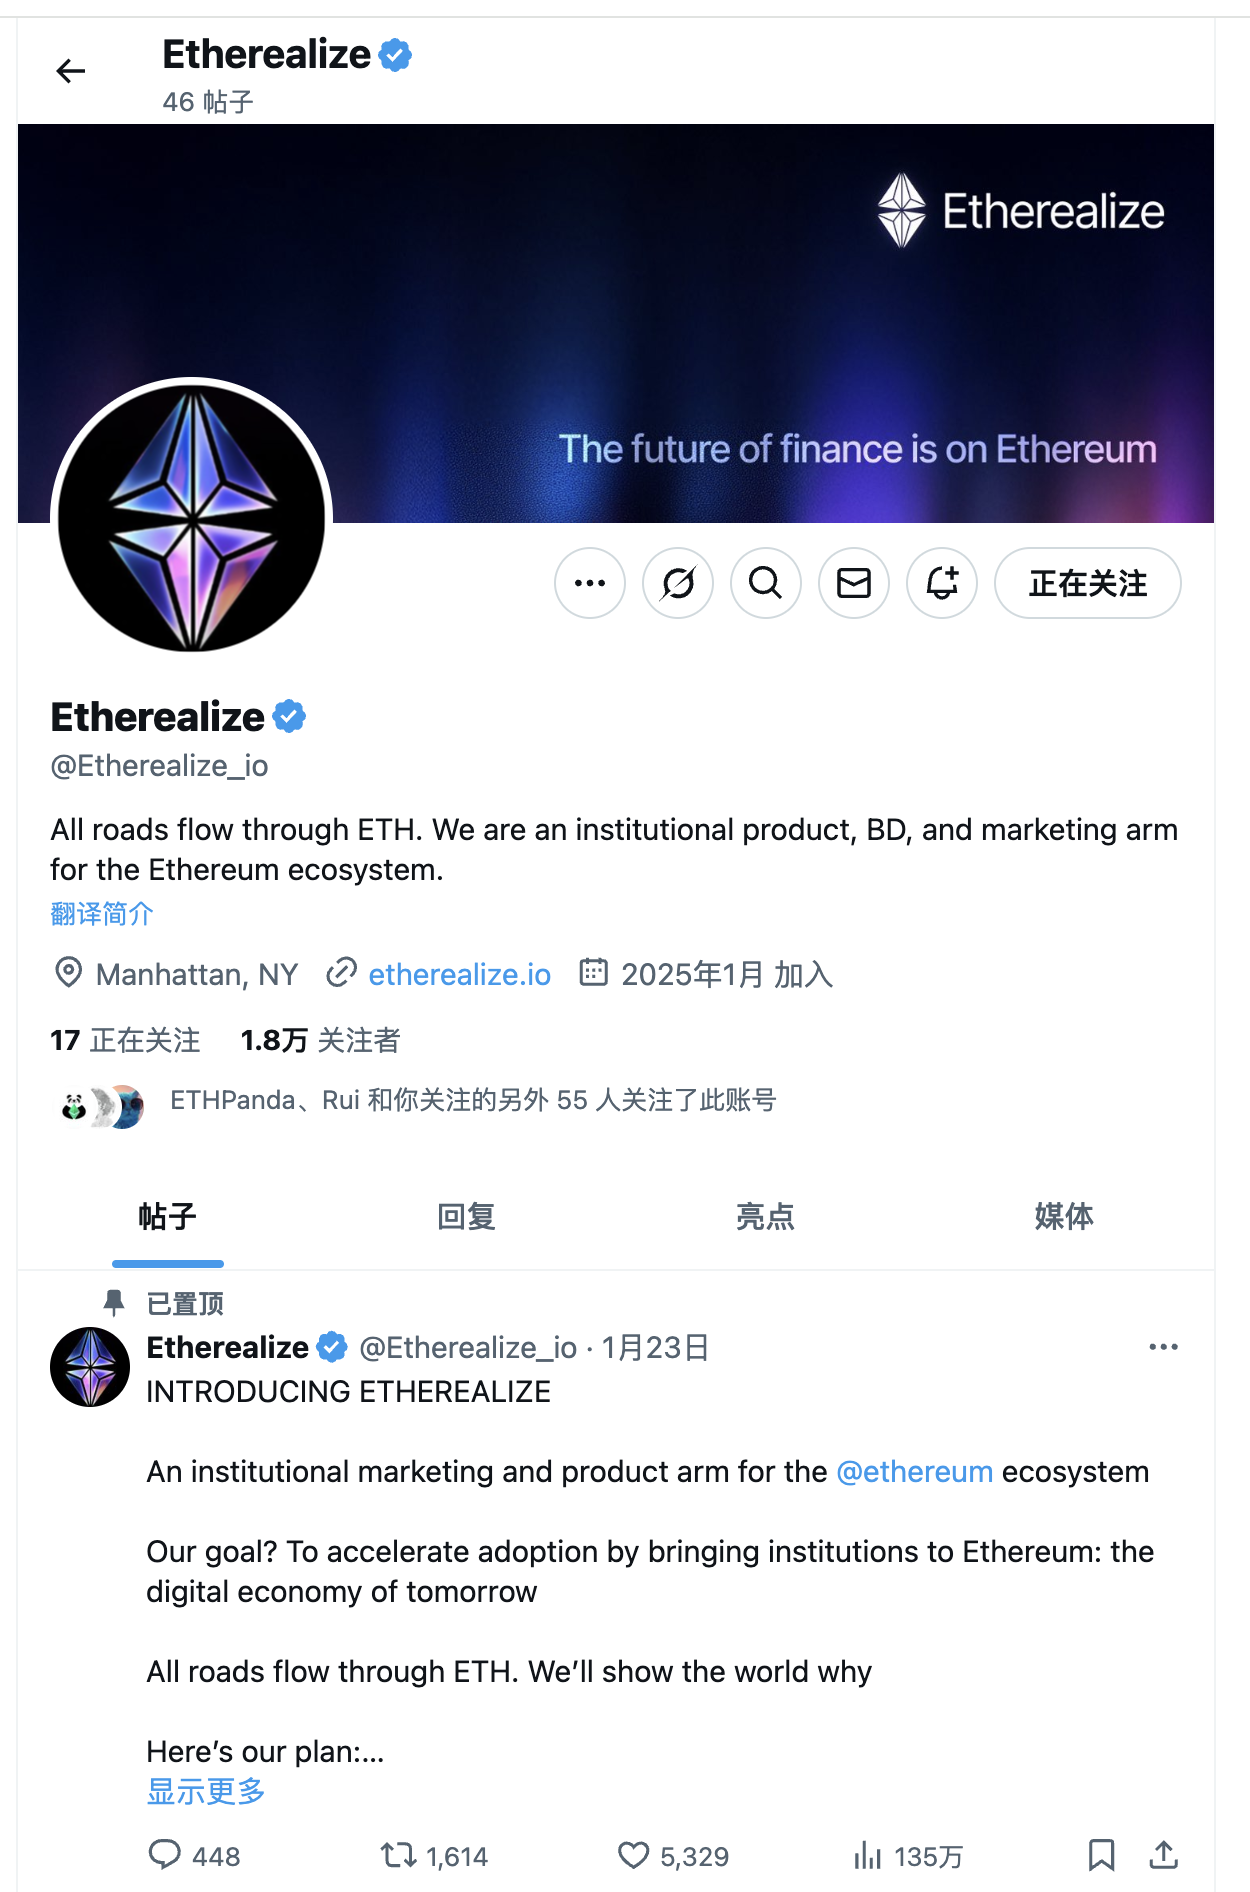 Etherealize
46 帖子
Etherealize
The future of finance is on Ethereum
正在关注
Etherealize
@Etherealize_io
All roads flow through ETH. We are an institutional product, BD, and marketing arm
for the Ethereum ecosystem.
翻译简介
Manhattan, NY etherealize.io 2025年1月 加入
17 正在关注 1.8万 关注者
ETHPanda、Rui 和你关注的另外 55 人关注了此账号
帖子 回复 亮点 媒体
已置顶
Etherealize @Etherealize_io · 1月23日
INTRODUCING ETHEREALIZE
An institutional marketing and product arm for the @ethereum ecosystem
Our goal? To accelerate adoption by bringing institutions to Ethereum: the
digital economy of tomorrow
All roads flow through ETH. We’ll show the world why
Here’s our plan:...
显示更多
448 1,614 5,329 135万